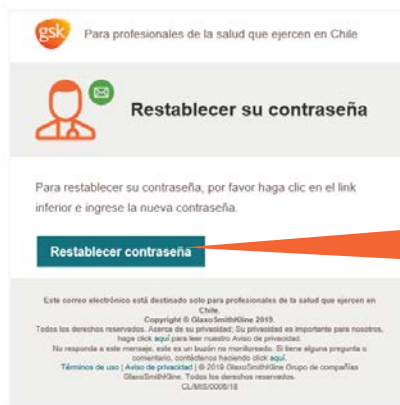 gsk
Para profesionales de la salud que ejercen en Chile
Restablecer su contraseña
Para restablecer su contraseña, por favor haga clic en el link
inferior e ingrese la nueva contraseña.
Restablecer contraseña
Este correo electrónico está destinado solo para profesionales de la salud que ejercen en
Chile.
Copyright © GlaxoSmithKline 2019.
Todos los derechos reservados. Acerca de su privacidad; Su privacidad es importante para nosotros,
haga click aquí para leer nuestro Aviso de privacidad.
No responda a este mensaje, este es un buzón no monitoreado. Si tiene alguna pregunta o
comentario, contáctenos haciendo click aquí.
Términos de uso | Aviso de privacidad | © 2019 GlaxoSmithKline Grupo de compañías
GlaxoSmithKline. Todos los derechos reservados.
CL/MIS/0006/18